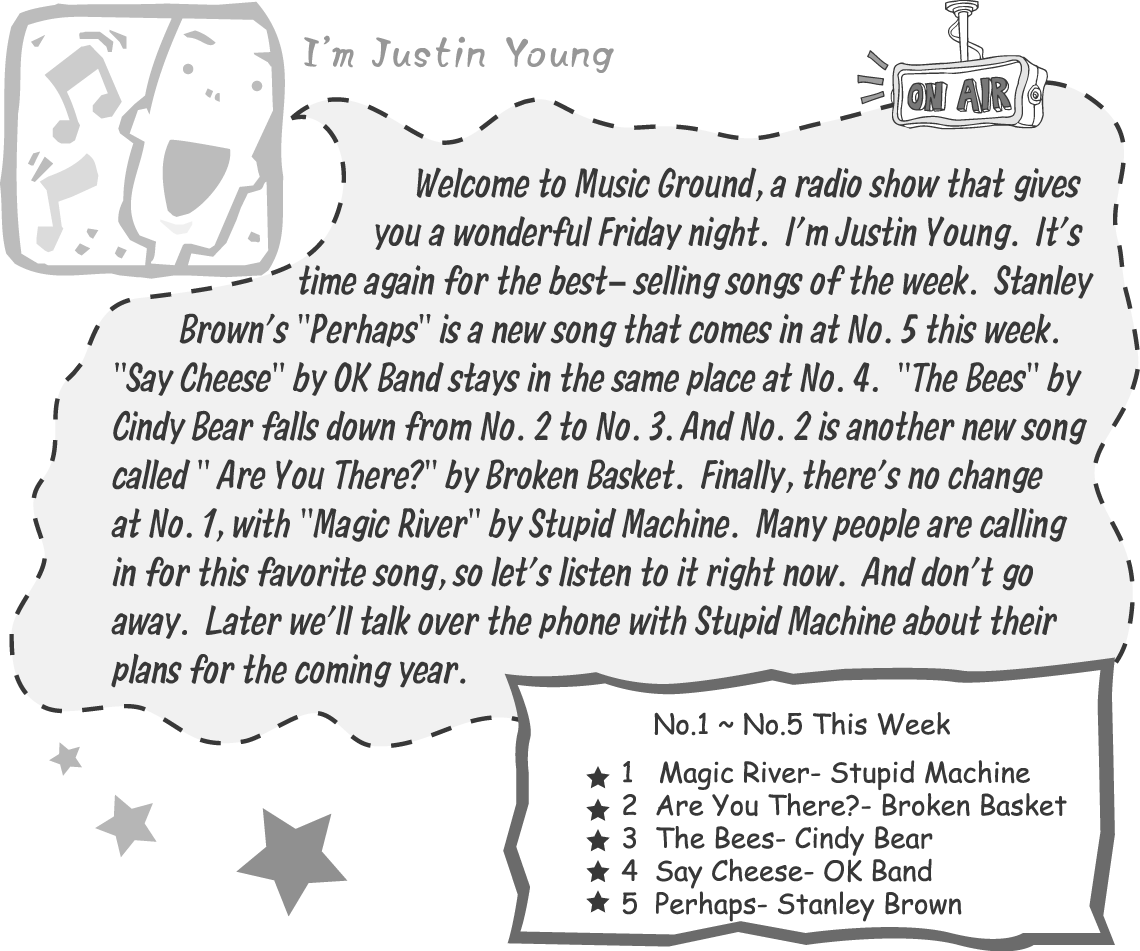 I'm Justin Young
ON AIR
Welcome to Music Ground, a radio show that gives
you a wonderful Friday night. I'm Justin Young. It's
time again for the best– selling songs of the week. Stanley
Brown's "Perhaps" is a new song that comes in at No. 5 this week.
"Say Cheese" by OK Band stays in the same place at No. 4. "The Bees" by
Cindy Bear falls down from No. 2 to No. 3. And No. 2 is another new song
called " Are You There?" by Broken Basket. Finally, there's no change
at No. 1, with "Magic River" by Stupid Machine. Many people are calling
in for this favorite song, so let's listen to it right now. And don't go
away. Later we'll talk over the phone with Stupid Machine about their
plans for the coming year.
No.1 ~ No.5 This Week
★ 1 Magic River- Stupid Machine
★ 2 Are You There?- Broken Basket
★ 3 The Bees- Cindy Bear
★ 4 Say Cheese- OK Band
★ 5 Perhaps- Stanley Brown